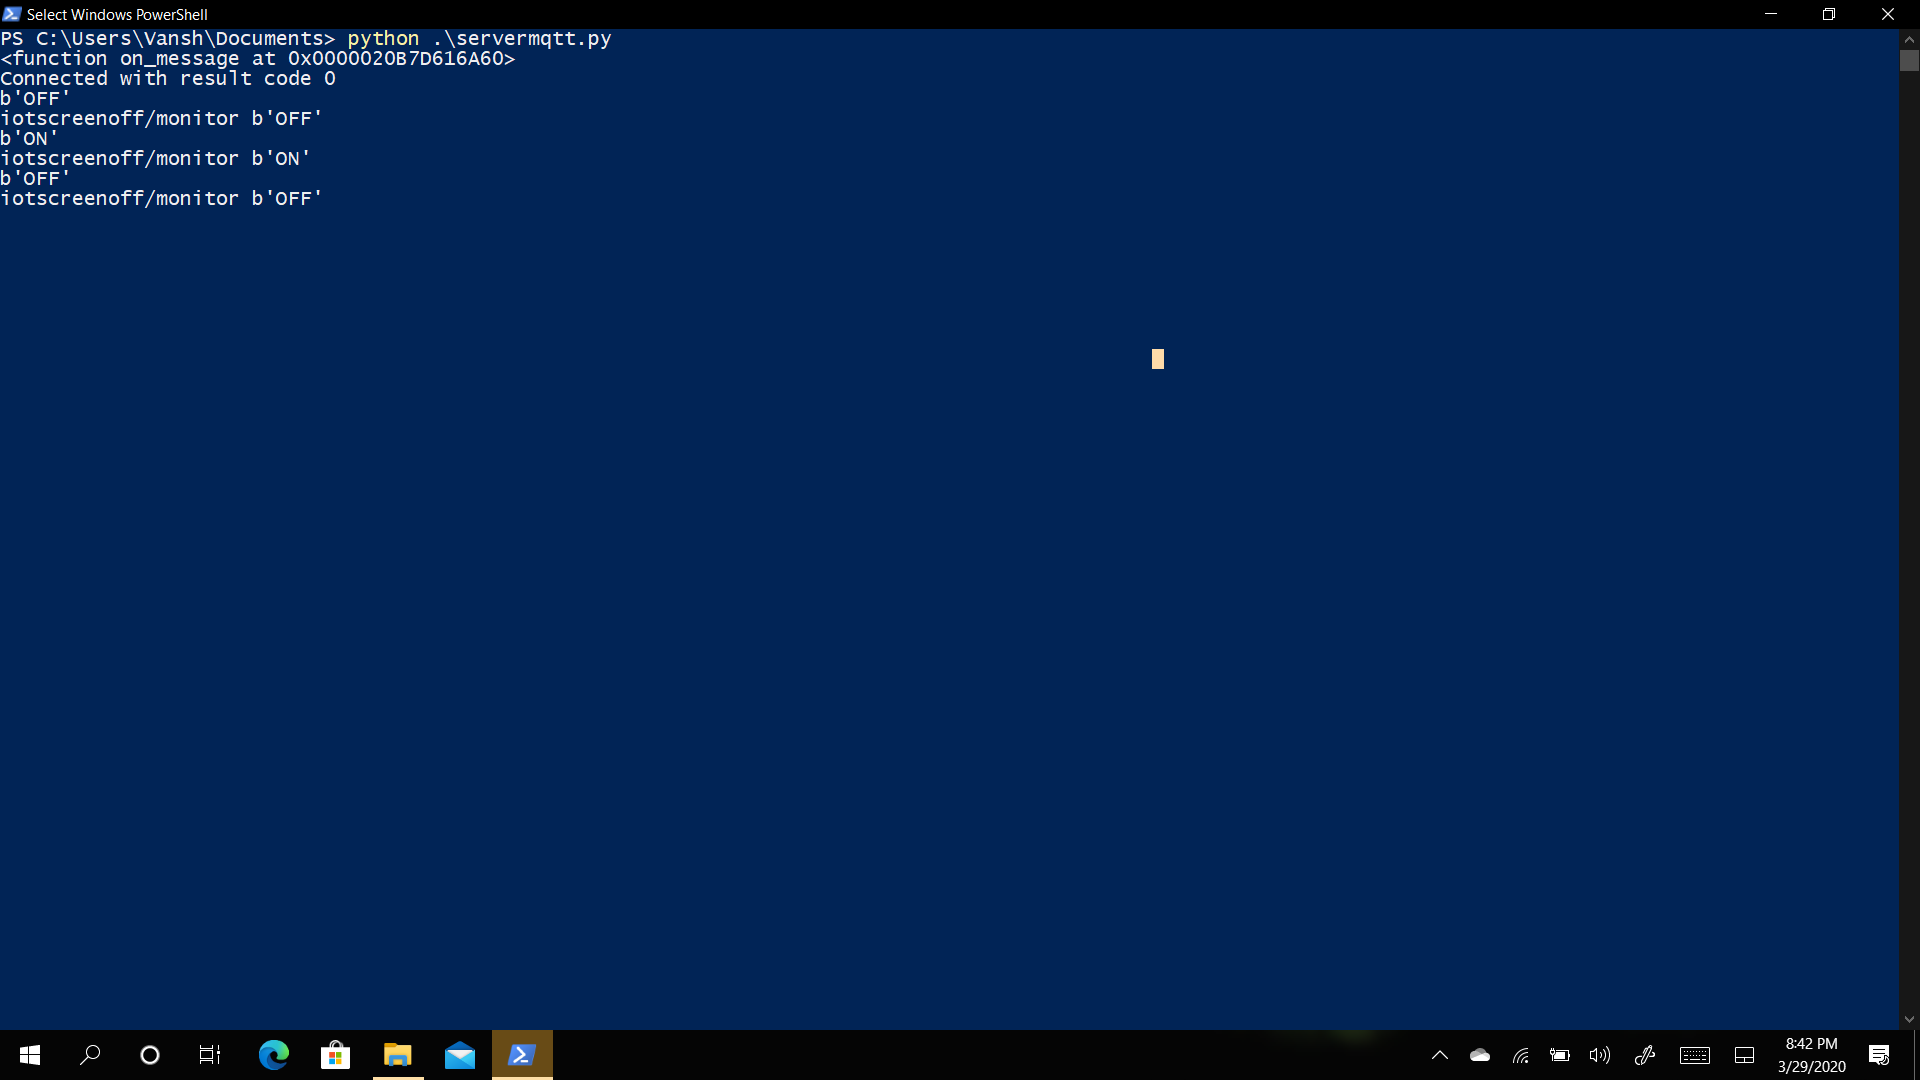 Select Windows PowerShell
PS C:\Users\Vansh\Documents> python .\servermqtt.py
<function on_message at 0x0000020B7D616A60>
Connected with result code 0
b'OFF'
iotscreenoff/monitor b'OFF'
b'ON'
iotscreenoff/monitor b'ON'
b'OFF'
iotscreenoff/monitor b'OFF'
8:42 PM
3/29/2020